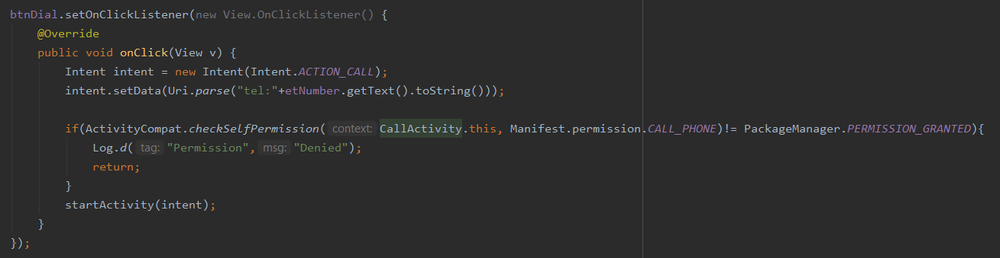 btnDial.setOnClickListener(new View.OnClickListener() {
@Override
public void onClick(View v) {
Intent intent = new Intent(Intent.ACTION_CALL);
intent.setData(Uri.parse("tel:"+etNumber.getText().toString()));
if(ActivityCompat.checkSelfPermission( context: CallActivity.this, Manifest.permission.CALL_PHONE)!= PackageManager.PERMISSION_GRANTED){
Log.d( tag: "Permission", msg: "Denied");
return;
}
startActivity(intent);
}
});